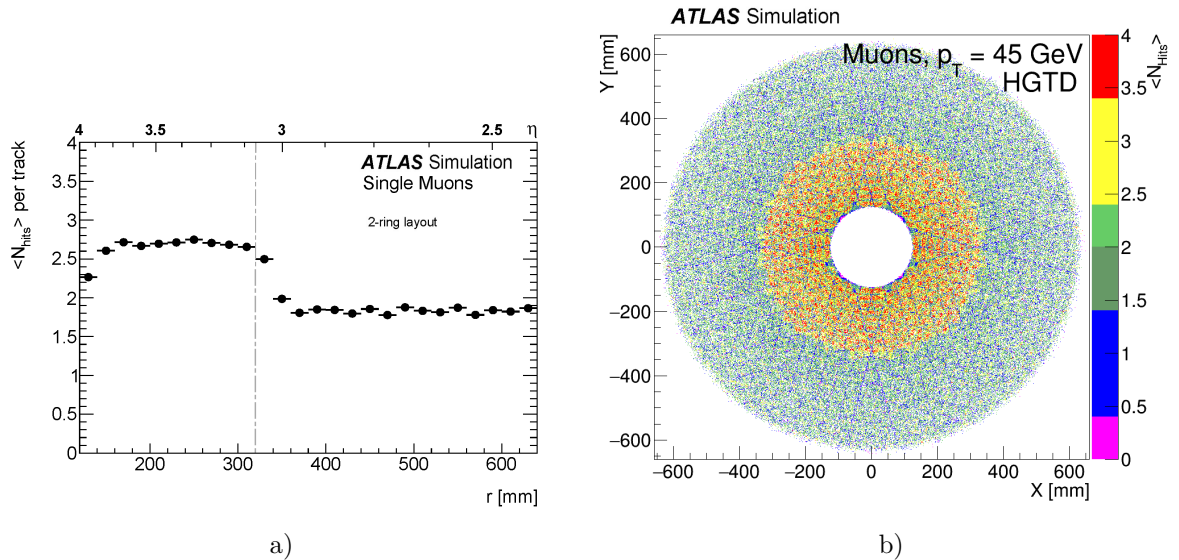 4 3.5 3 2.5 η
<N_hits> per track
4
3.5
3
2.5
2
1.5
1
0.5
0
ATLAS Simulation
Single Muons
2-ring layout
200 300 400 500 600
r [mm]
a)
ATLAS Simulation
Muons, p_T = 45 GeV
HGTD
Y [mm]
600
400
200
0
−200
−400
−600
−600 −400 −200 0 200 400 600
X [mm]
4
3.5
3
2.5
2
1.5
1
0.5
0
<N_Hits>
b)